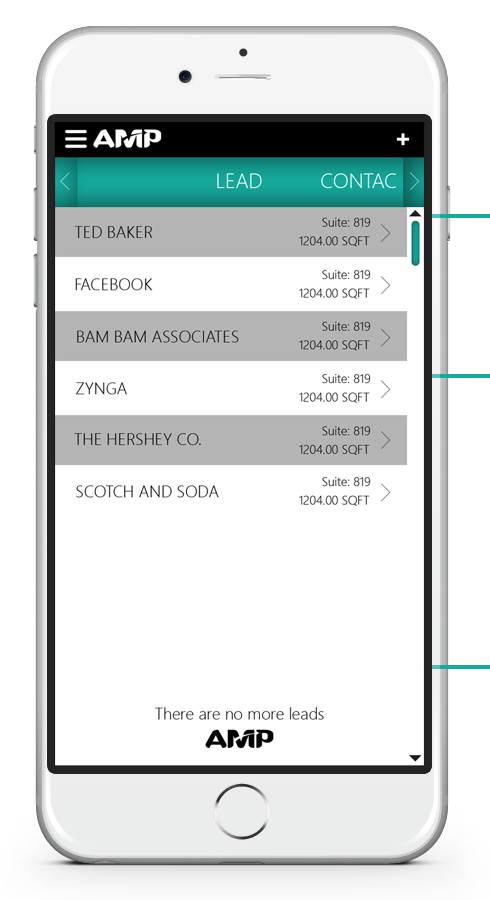 AMP +
LEAD CONTAC
TED BAKER
Suite: 819
1204.00 SQFT
FACEBOOK
Suite: 819
1204.00 SQFT
BAM BAM ASSOCIATES
Suite: 819
1204.00 SQFT
ZYNGA
Suite: 819
1204.00 SQFT
THE HERSHEY CO.
Suite: 819
1204.00 SQFT
SCOTCH AND SODA
Suite: 819
1204.00 SQFT
There are no more leads
AMP